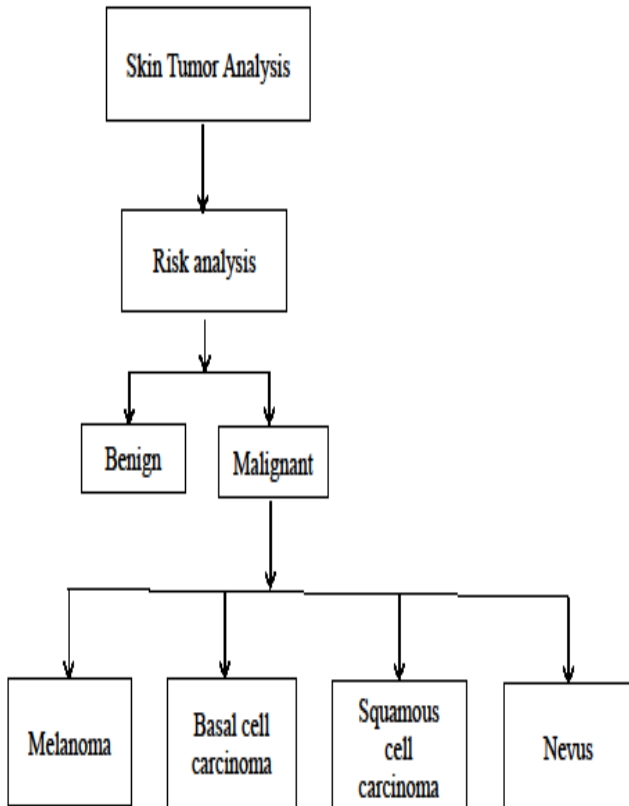 Skin Tumor Analysis
Risk analysis
Benign
Malignant
Melanoma
Basal cell
carcinoma
Squamous
cell
carcinoma
Nevus